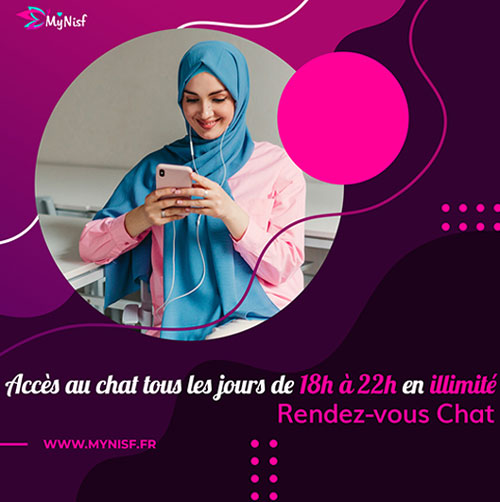 MyNisf
Accès au chat tous les jours de 18h à 22h en illimité
Rendez-vous Chat
WWW.MYNISF.FR